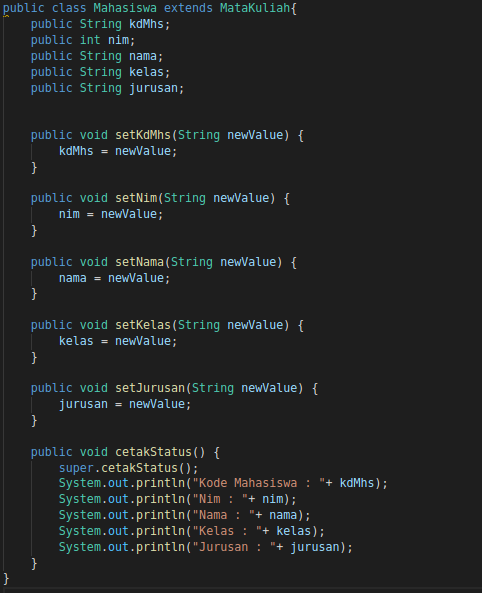 public class Mahasiswa extends MataKuliah{
    public String kdMhs;
    public int nim;
    public String nama;
    public String kelas;
    public String jurusan;
    public void setKdMhs(String newValue) {
        kdMhs = newValue;
    }
    public void setNim(String newValue) {
        nim = newValue;
    }
    public void setNama(String newValue) {
        nama = newValue;
    }
    public void setKelas(String newValue) {
        kelas = newValue;
    }
    public void setJurusan(String newValue) {
        jurusan = newValue;
    }
    public void cetakStatus() {
        super.cetakStatus();
        System.out.println("Kode Mahasiswa : "+ kdMhs);
        System.out.println("Nim : "+ nim);
        System.out.println("Nama : "+ nama);
        System.out.println("Kelas : "+ kelas);
        System.out.println("Jurusan : "+ jurusan);
    }
}